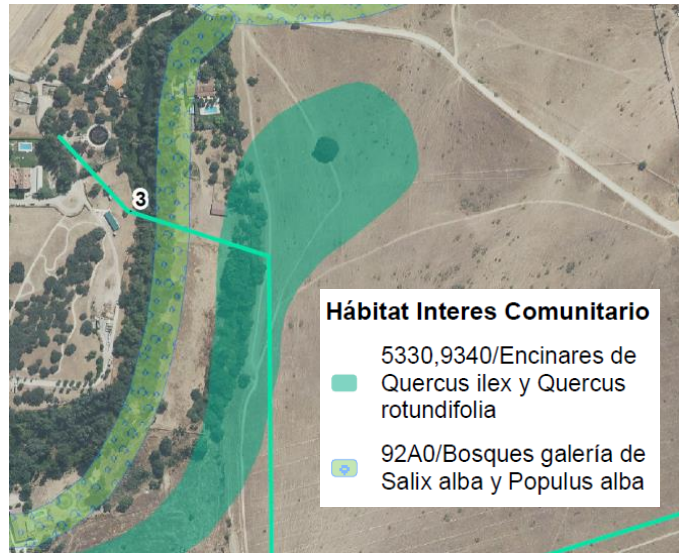 3
Hábitat Interes Comunitario
5330,9340/Encinares de
Quercus ilex y Quercus
rotundifolia
92A0/Bosques galería de
Salix alba y Populus alba